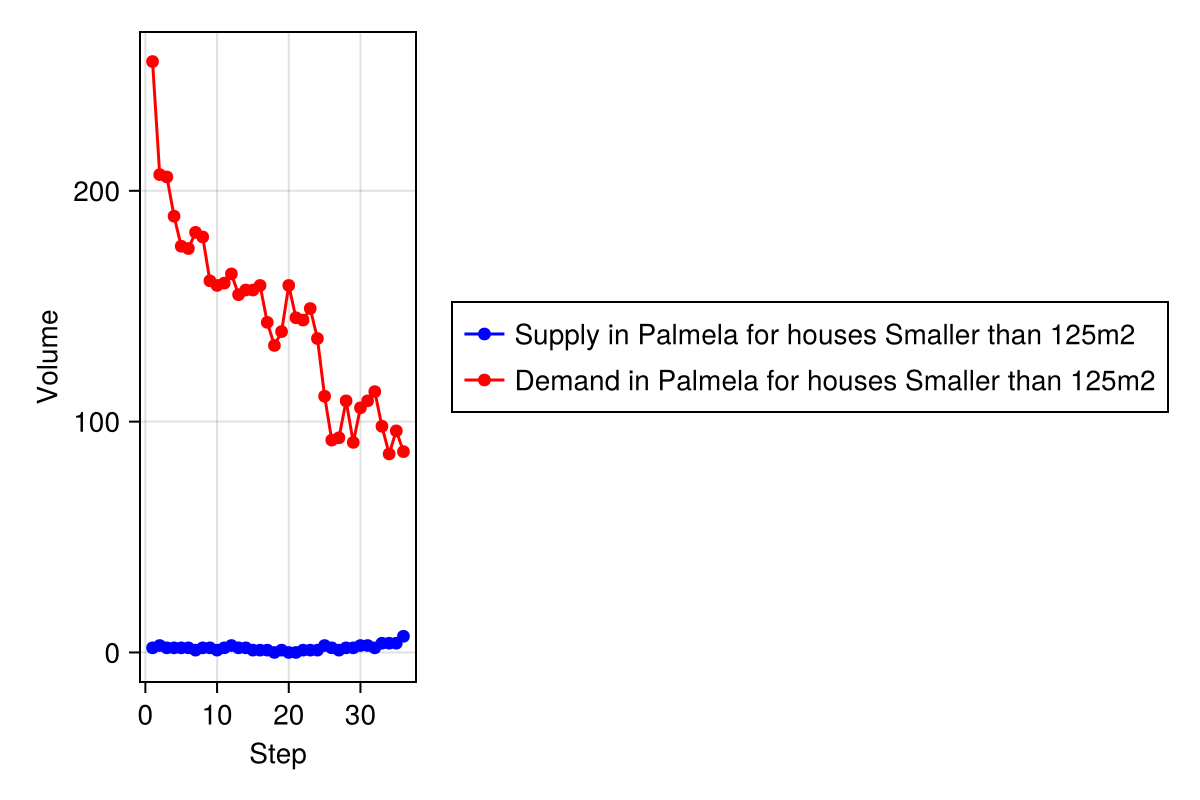 Volume
200
100
0
0 10 20 30
Step
Supply in Palmela for houses Smaller than 125m2
Demand in Palmela for houses Smaller than 125m2